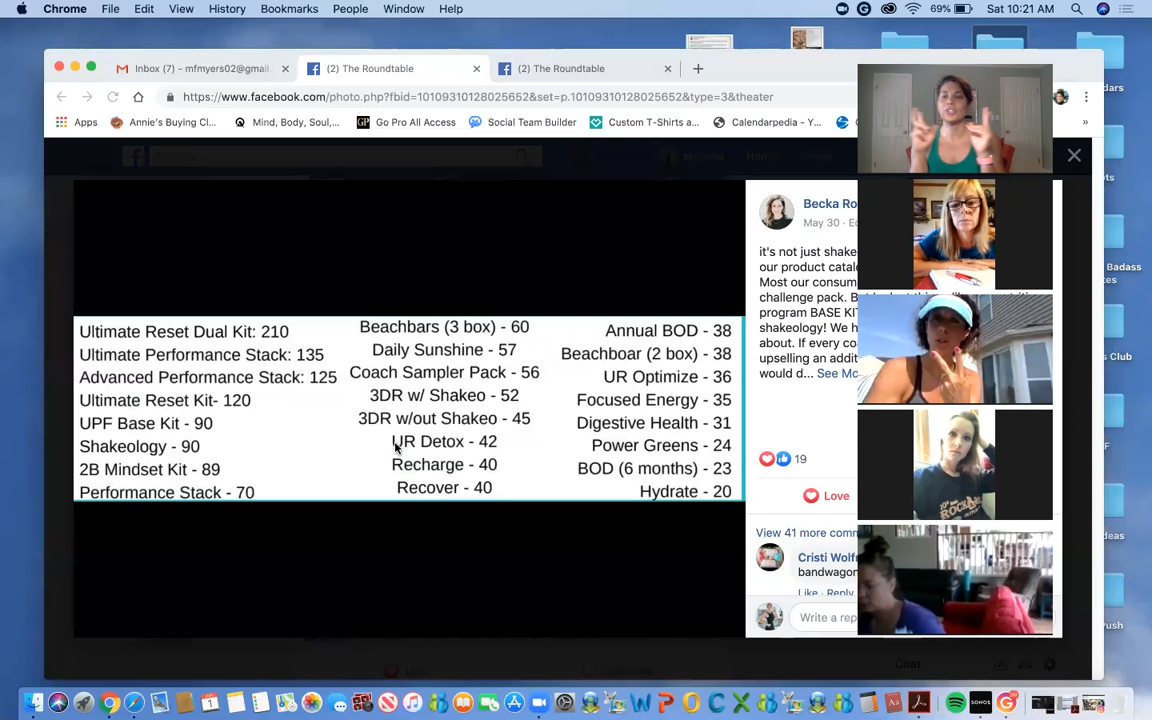 Chrome File Edit View History Bookmarks People Window Help
69% Sat 10:21 AM
Inbox (7) - mfmyers02@gmail
(2) The Roundtable
(2) The Roundtable
https://www.facebook.com/photo.php?fbid=10109310128025652&set=p.10109310128025652&type=3&theater
Apps Annie's Buying Cl... Mind, Body, Soul,... Go Pro All Access Social Team Builder Custom T-Shirts a... Calendarpedia - Y...
Home
Ultimate Reset Dual Kit: 210
Ultimate Performance Stack: 135
Advanced Performance Stack: 125
Ultimate Reset Kit- 120
UPF Base Kit - 90
Shakeology - 90
2B Mindset Kit - 89
Performance Stack - 70
Beachbars (3 box) - 60
Daily Sunshine - 57
Coach Sampler Pack - 56
3DR w/ Shakeo - 52
3DR w/out Shakeo - 45
UR Detox - 42
Recharge - 40
Recover - 40
Annual BOD - 38
Beachboar (2 box) - 38
UR Optimize - 36
Focused Energy - 35
Digestive Health - 31
Power Greens - 24
BOD (6 months) - 23
Hydrate - 20
Becka Ro
May 30
it's not just shake
our product catal
Most our consum
challenge pack. B
program BASE KI
shakeology! We h
about. If every co
upselling an addit
would d... See Mo
19
Love
View 41 more comm
Cristi Wolf
bandwagon
Like · Reply
Write a rep
Chat
dars
ots
Badass
tes
s Club
F
deas
Push